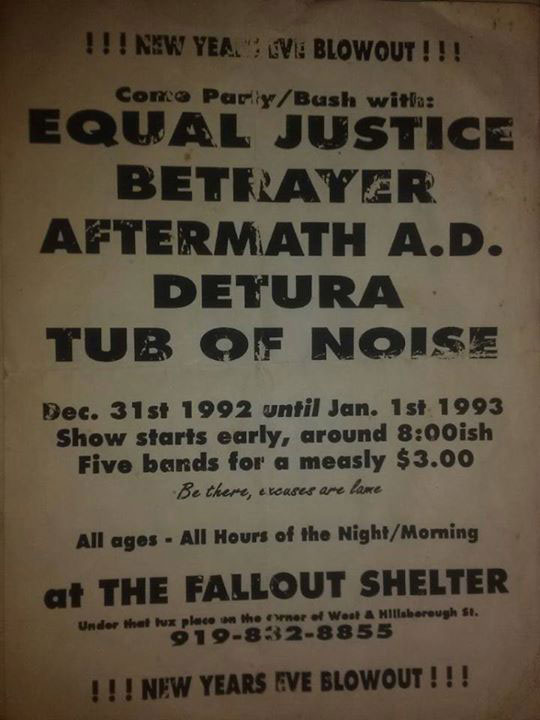 ! ! ! NEW YEARS EVE BLOWOUT ! ! !
Come Party/Bash with:
EQUAL JUSTICE
BETRAYER
AFTERMATH A.D.
DETURA
TUB OF NOISE
Dec. 31st 1992 until Jan. 1st 1993
Show starts early, around 8:00ish
Five bands for a measly $3.00
Be there, excuses are lame
All ages - All Hours of the Night/Morning
at THE FALLOUT SHELTER
Under that tux place on the corner of West & Hillsborough St.
919-832-8855
! ! ! NEW YEARS EVE BLOWOUT ! ! !